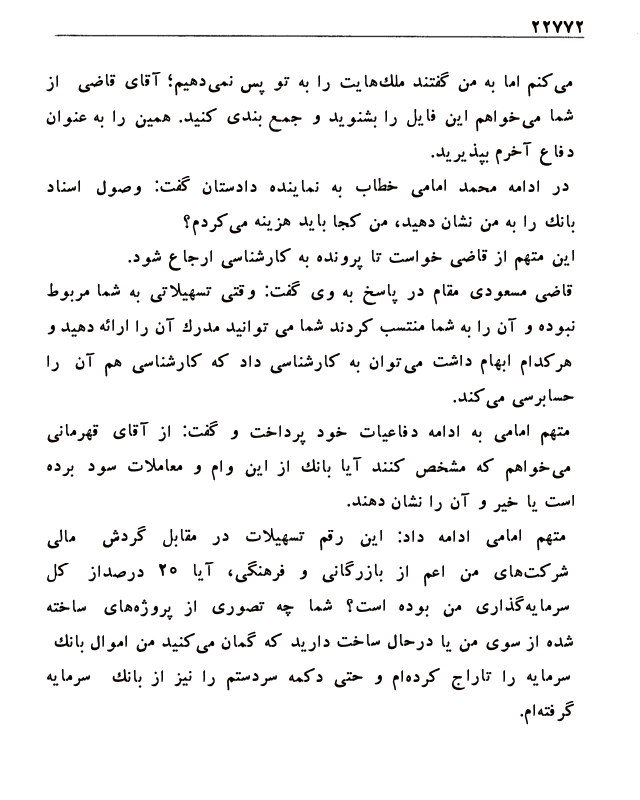 ۲۲۷۷۲
می‌کنم اما به من گفتند ملك‌هایت را به تو پس نمی‌دهیم؛ آقای قاضی از
شما می‌خواهم این فایل را بشنوید و جمع بندی کنید. همین را به عنوان
دفاع آخرم بپذیرید.
در ادامه محمد امامی خطاب به نماینده دادستان گفت: وصول اسناد
بانك را به من نشان دهید، من کجا باید هزینه می‌کردم؟
این متهم از قاضی خواست تا پرونده به کارشناسی ارجاع شود.
قاضی مسعودی مقام در پاسخ به وی گفت: وقتی تسهیلاتی به شما مربوط
نبوده و آن را به شما منتسب کردند شما می توانید مدرك آن را ارائه دهید و
هرکدام ابهام داشت می‌توان به کارشناسی داد که کارشناسی هم آن را
حسابرسی می‌کند.
متهم امامی به ادامه دفاعیات خود پرداخت و گفت: از آقای قهرمانی
می‌خواهم که مشخص کنند آیا بانك از این وام و معاملات سود برده
است یا خیر و آن را نشان دهند.
متهم امامی ادامه داد: این رقم تسهیلات در مقابل گردش مالی
شرکت‌های من اعم از بازرگانی و فرهنگی، آیا ۲۵ درصداز کل
سرمایه‌گذاری من بوده است؟ شما چه تصوری از پروژه‌های ساخته
شده از سوی من یا درحال ساخت دارید که گمان می‌کنید من اموال بانك
سرمایه را تاراج کرده‌ام و حتی دکمه سردستم را نیز از بانك سرمایه
گرفته‌ام.